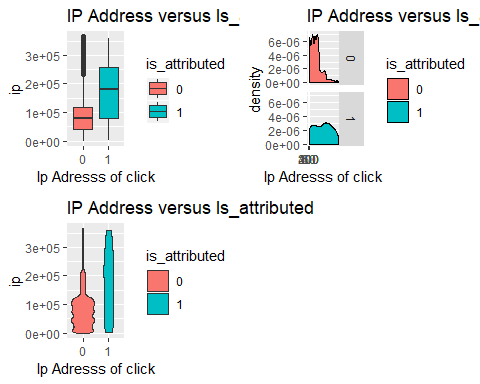 IP Address versus Is_
3e+05
2e+05
1e+05
0e+00
ip
0 1
Ip Adresss of click
is_attributed
0
1
IP Address versus Is_
6e-06
4e-06
2e-06
0e+00
6e-06
4e-06
2e-06
0e+00
density
0
1
Ip Adresss of click
is_attributed
0
1
IP Address versus Is_attributed
3e+05
2e+05
1e+05
0e+00
ip
0 1
Ip Adresss of click
is_attributed
0
1